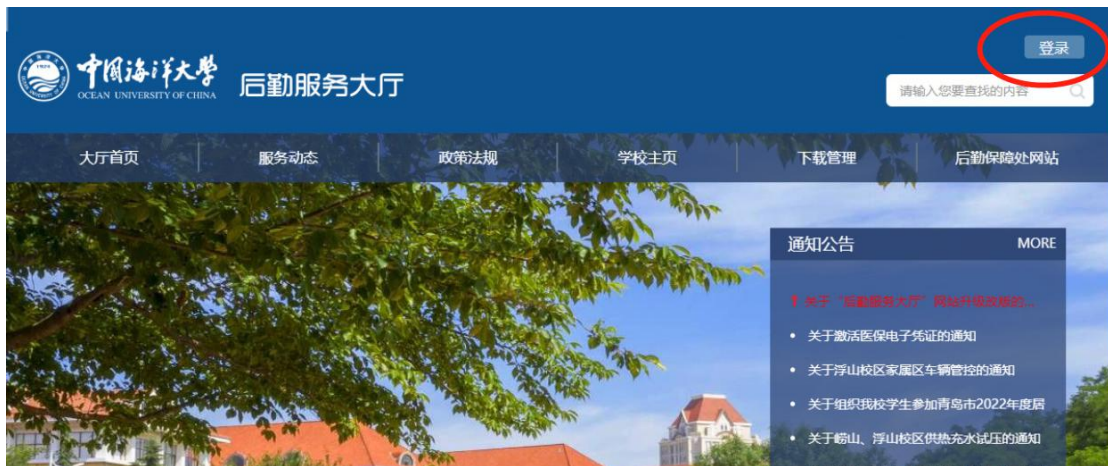 登录
中国海洋大学
OCEAN UNIVERSITY OF CHINA
后勤服务大厅
请输入您要查找的内容
大厅首页 服务动态 政策法规 学校主页 下载管理 后勤保障处网站
通知公告 MORE
关于“后勤服务大厅”网站升级改版的...
关于激活医保电子凭证的通知
关于浮山校区家属区车辆管控的通知
关于组织我校学生参加青岛市2022年度居
关于崂山、浮山校区供热充水试压的通知